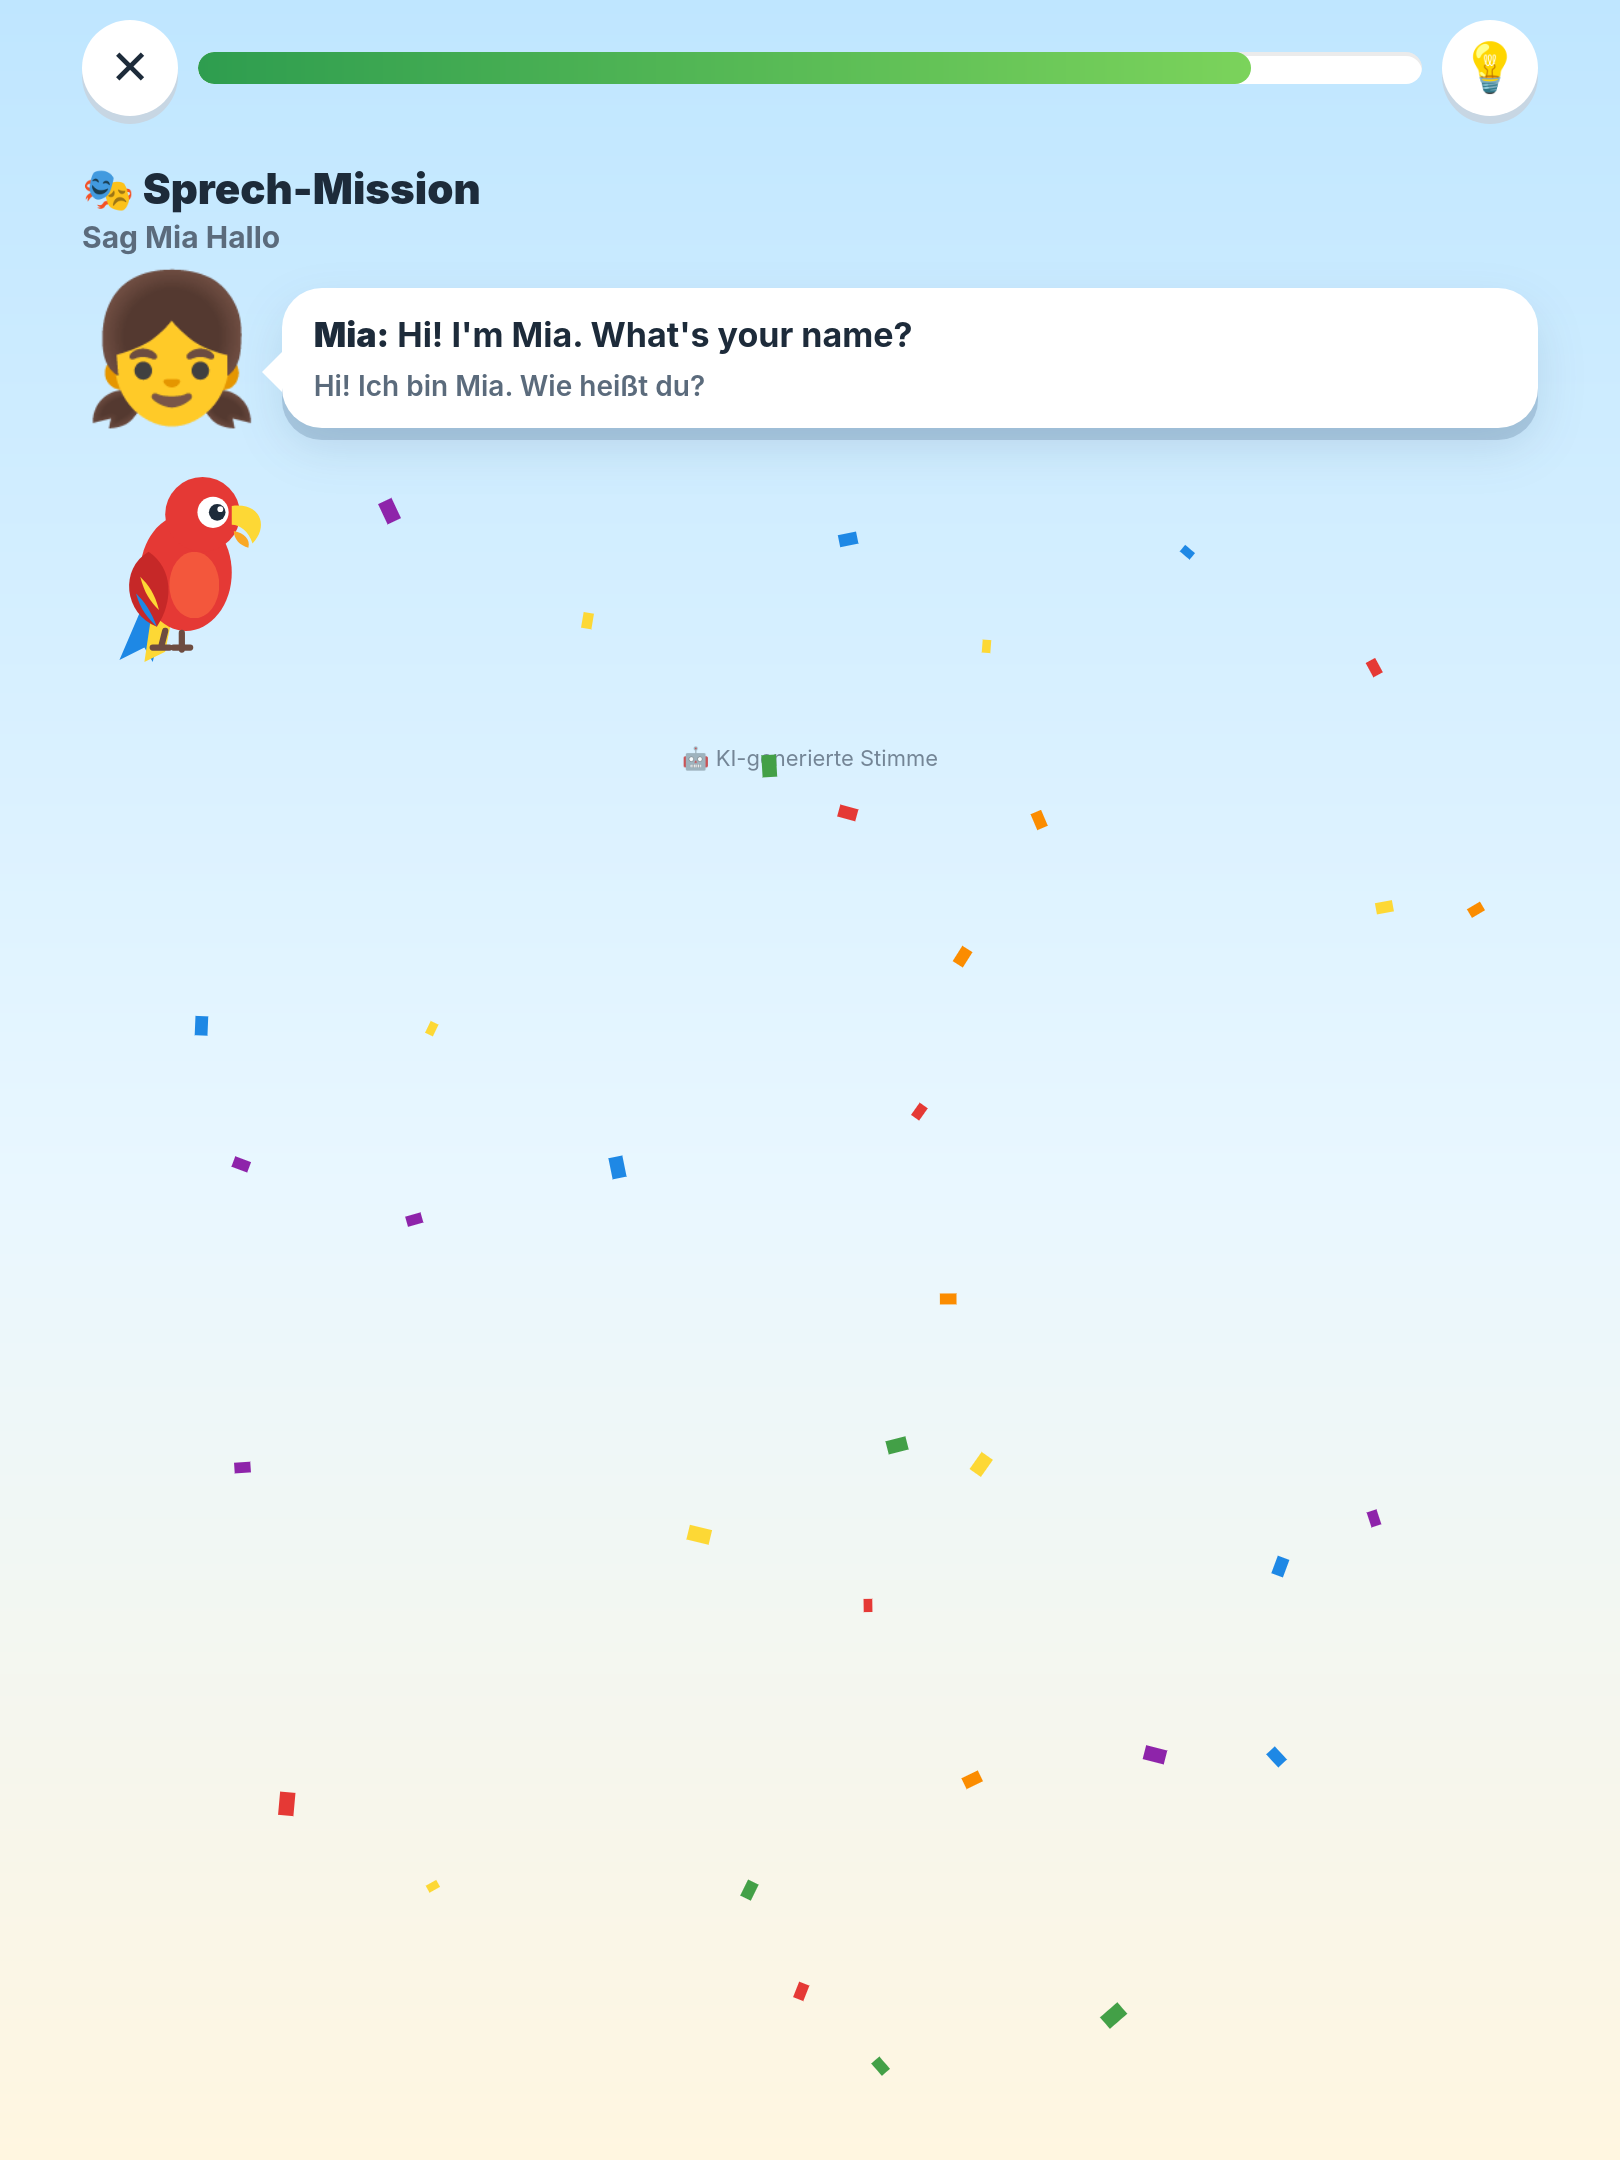 Sprech-Mission
Sag Mia Hallo
Mia: Hi! I'm Mia. What's your name?
Hi! Ich bin Mia. Wie heißt du?
KI-generierte Stimme